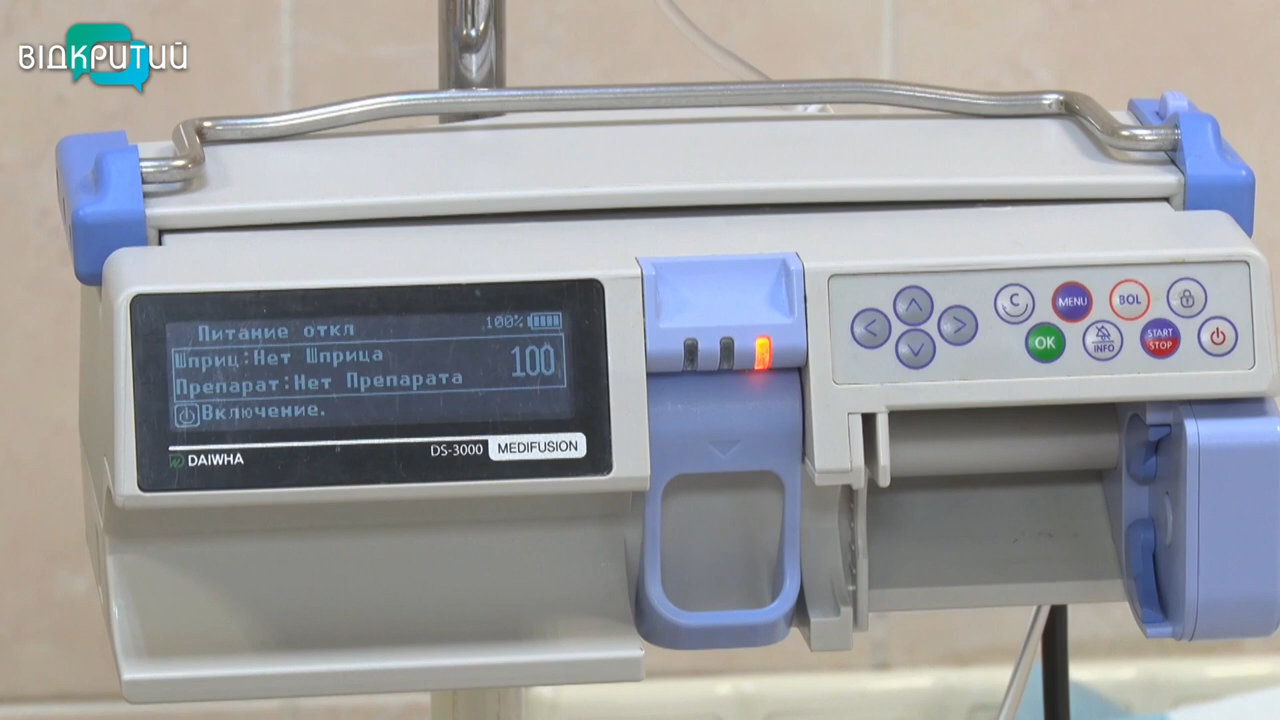 ВІДКРИТИЙ
Питание откл 100%
Шприц:Нет Шприца 100
Препарат:Нет Препарата
Включение.
DAIWHA DS-3000 MEDIFUSION
C MENU BOL
OK INFO START STOP